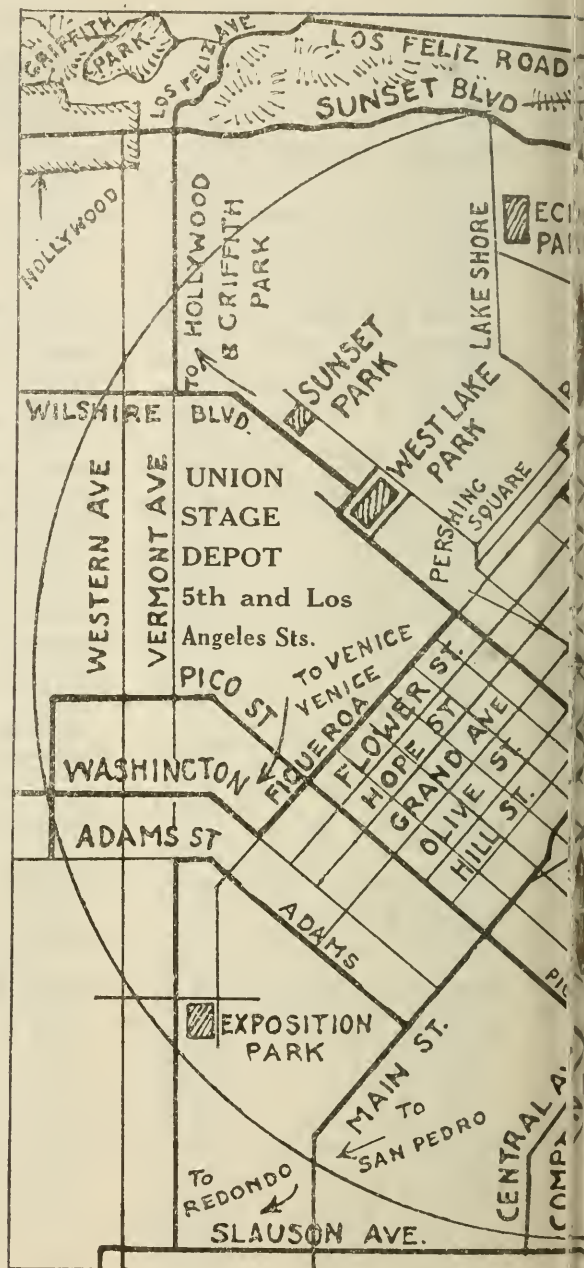 GRIFFITH
PARK
LOS FELIZ AVE
LOS FELIZ ROAD
SUNSET BLVD
HOLLYWOOD
TO HOLLYWOOD
& GRIFFITH
PARK
LAKE SHORE
SUNSET
PARK
WEST LAKE
PARK
WILSHIRE BLVD.
PERSHING
SQUARE
WESTERN AVE
VERMONT AVE
UNION
STAGE
DEPOT
5th and Los
Angeles Sts.
TO VENICE
VENICE
PICO ST
FIQUEROA
FLOWER ST.
HOPE ST
GRAND AVE
OLIVE ST.
HILL ST.
WASHINGTON
ADAMS ST
ADAMS
EXPOSITION
PARK
MAIN ST.
TO
SAN PEDRO
TO
REDONDO
SLAUSON AVE.
CENTRAL A